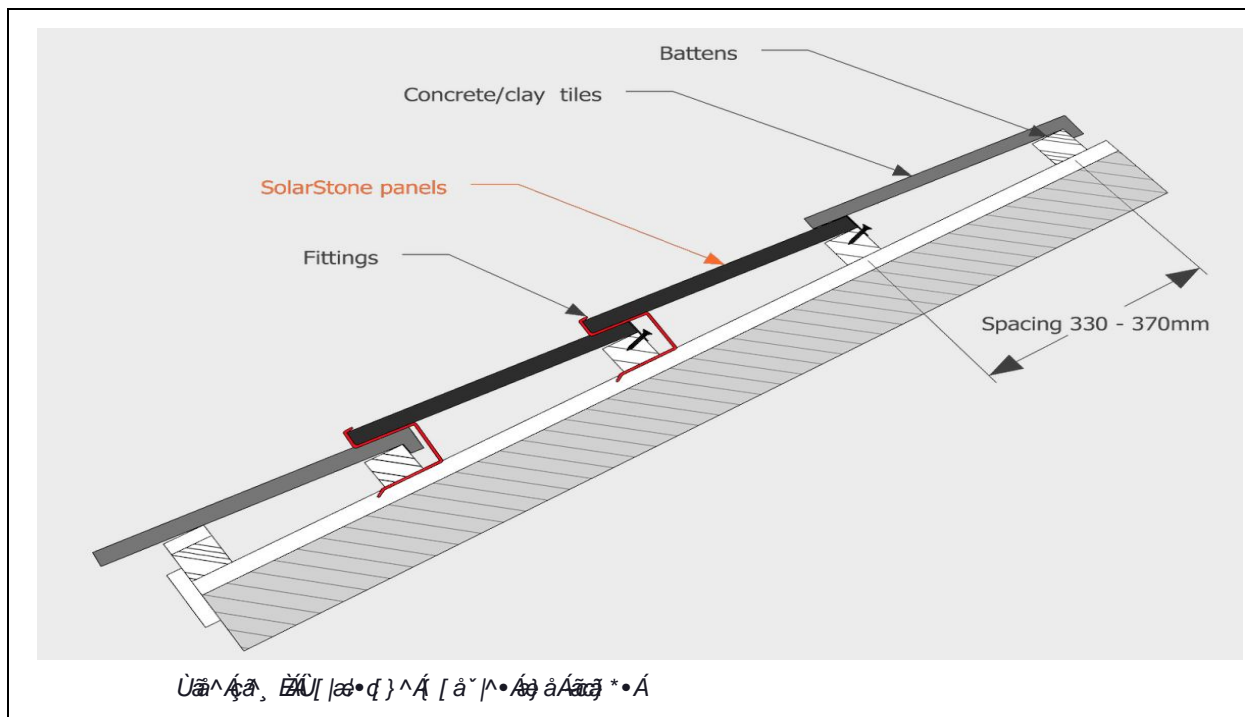 Battens
Concrete/clay tiles
SolarStone panels
Fittings
Spacing 330 - 370mm